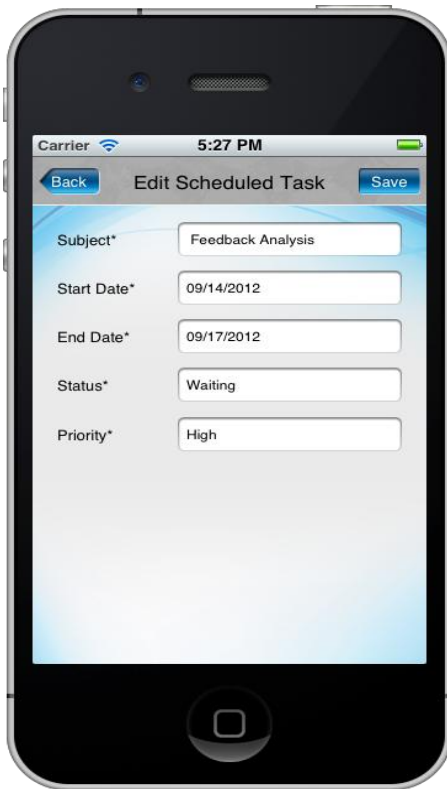 Carrier 5:27 PM
Back Edit Scheduled Task Save
Subject* Feedback Analysis
Start Date* 09/14/2012
End Date* 09/17/2012
Status* Waiting
Priority* High